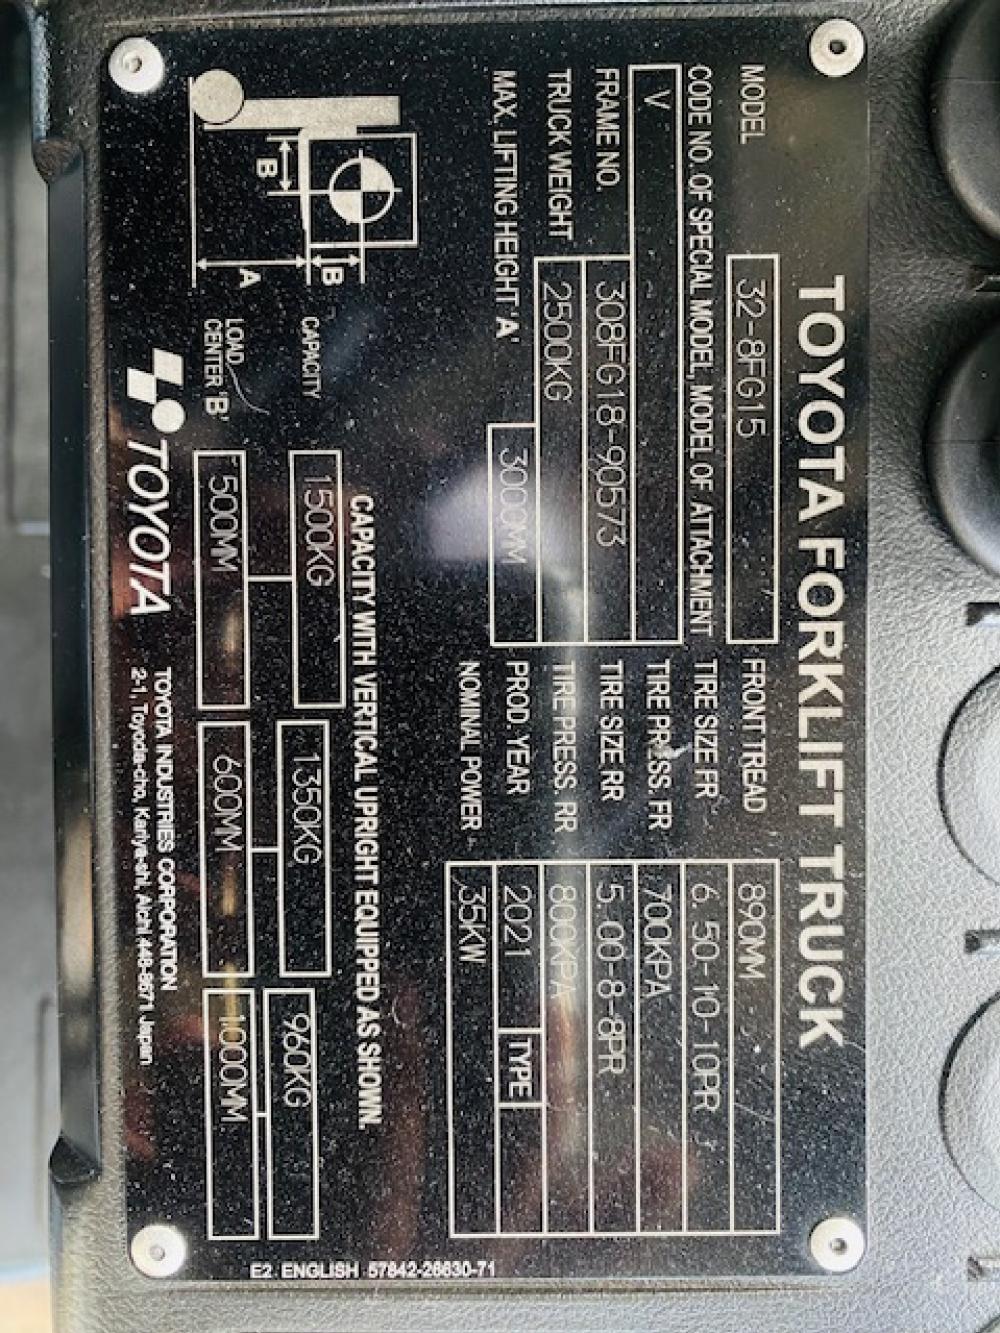 TOYOTA FORKLIFT TRUCK
MODEL 32-8FG15
CODE NO. OF SPECIAL MODEL, MODEL OF ATTACHMENT
V
FRAME NO. 308FG18-90573
TRUCK WEIGHT 2500KG
MAX. LIFTING HEIGHT 'A' 3000MM
FRONT TREAD 890MM
TIRE SIZE FR 6.50-10-10PR
TIRE PRESS. FR 700KPA
TIRE SIZE RR 5.00-8-8PR
TIRE PRESS. RR 800KPA
PROD. YEAR 2021 TYPE
NOMINAL POWER 35KW
CAPACITY WITH VERTICAL UPRIGHT EQUIPPED AS SHOWN.
B
B
A
CAPACITY 1500KG 1350KG 960KG
LOAD
CENTER 'B' 500MM 600MM 1000MM
TOYOTA
TOYOTA INDUSTRIES CORPORATION
2-1, Toyoda-cho, Kariya-shi, Aichi 448-8671 Japan
E2 ENGLISH 57842-26630-71